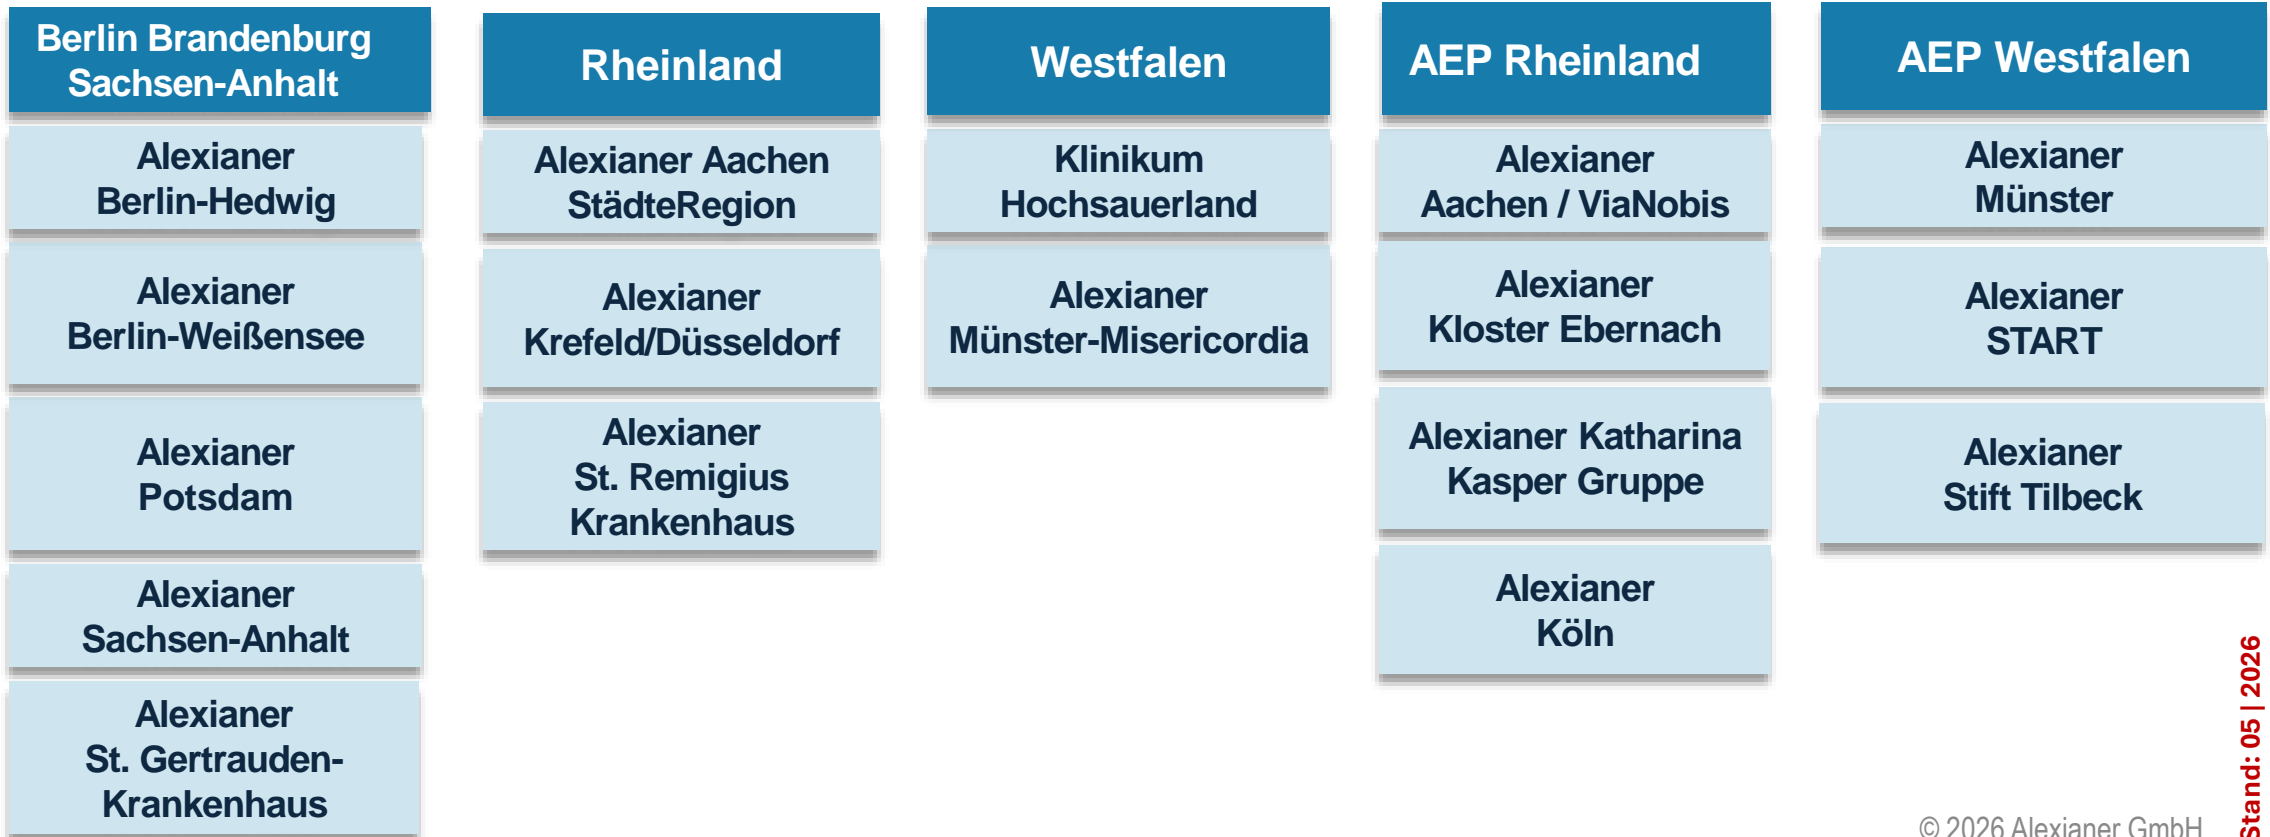 Berlin Brandenburg
Sachsen-Anhalt
Alexianer
Berlin-Hedwig
Alexianer
Berlin-Weißensee
Alexianer
Potsdam
Alexianer
Sachsen-Anhalt
Alexianer
St. Gertrauden-
Krankenhaus
Rheinland
Alexianer Aachen
StädteRegion
Alexianer
Krefeld/Düsseldorf
Alexianer
St. Remigius
Krankenhaus
Westfalen
Klinikum
Hochsauerland
Alexianer
Münster-Misericordia
AEP Rheinland
Alexianer
Aachen / ViaNobis
Alexianer
Kloster Ebernach
Alexianer Katharina
Kasper Gruppe
Alexianer
Köln
AEP Westfalen
Alexianer
Münster
Alexianer
START
Alexianer
Stift Tilbeck
Stand: 05 | 2026
© 2026 Alexianer GmbH